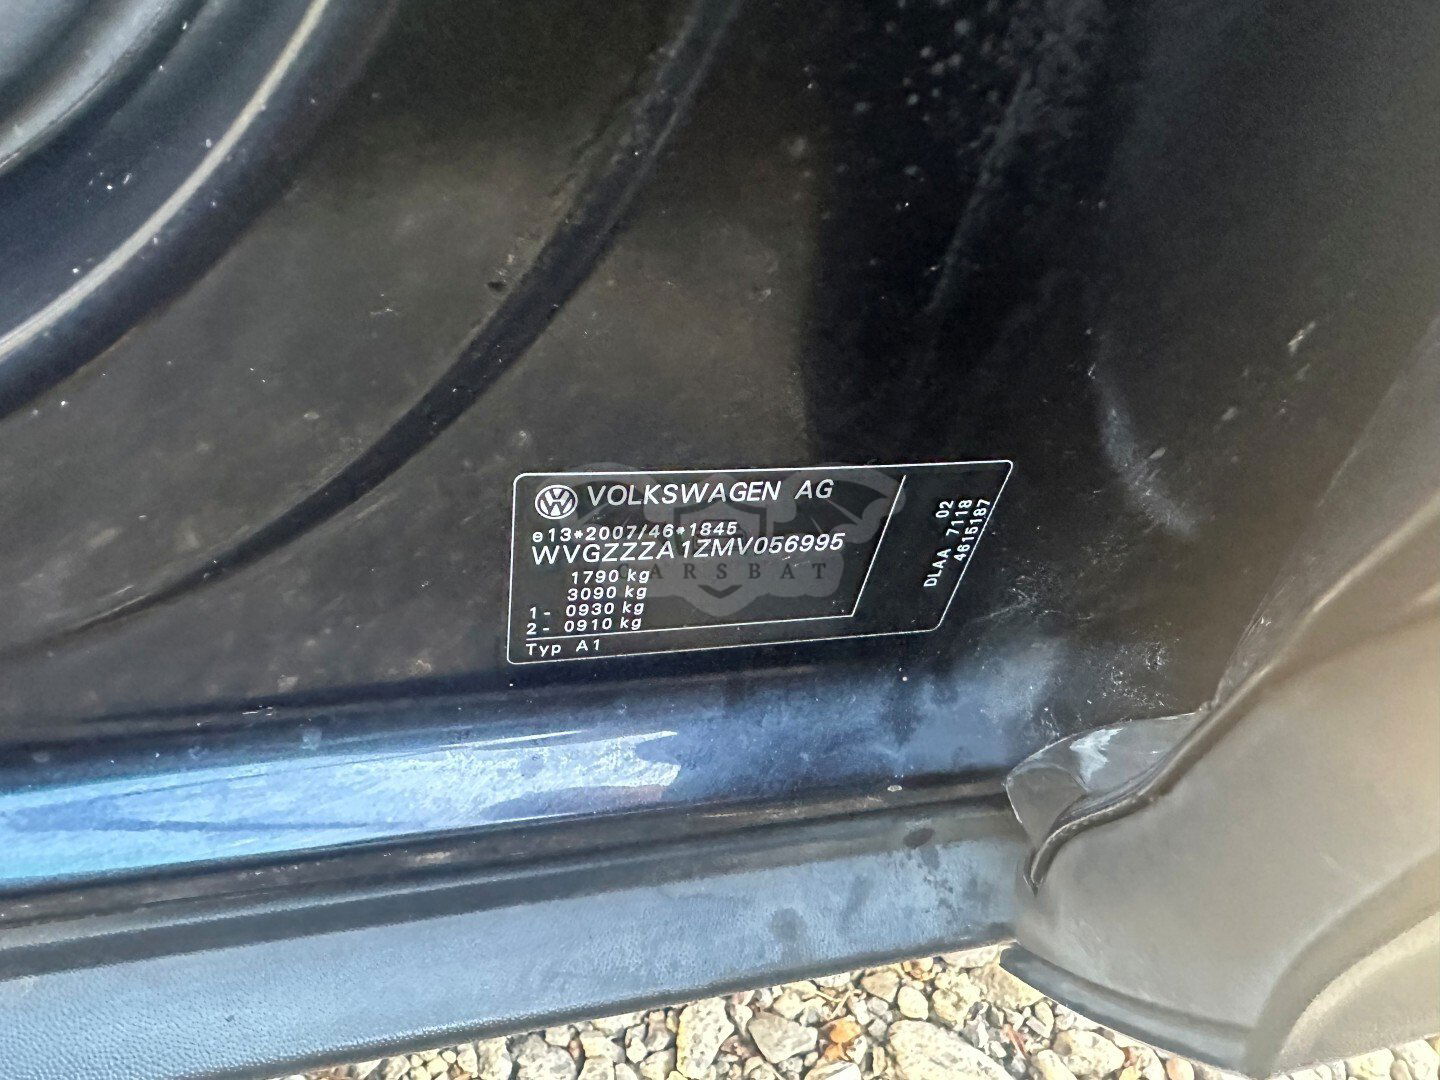 VOLKSWAGEN AG
e13*2007/46*1845
WVGZZZA1ZMV056995
1790 kg
3090 kg
1- 0930 kg
2- 0910 kg
Typ A1
DLAA 7118 02
4615187
CARSBAT